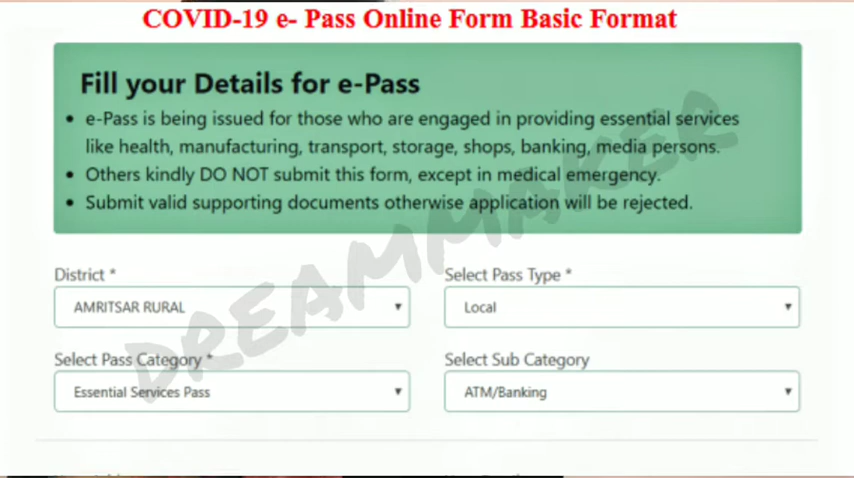 COVID-19 e- Pass Online Form Basic Format
Fill your Details for e-Pass
• e-Pass is being issued for those who are engaged in providing essential services
like health, manufacturing, transport, storage, shops, banking, media persons.
• Others kindly DO NOT submit this form, except in medical emergency.
• Submit valid supporting documents otherwise application will be rejected.
DREAMMAKER
District * Select Pass Type *
AMRITSAR RURAL Local
Select Pass Category * Select Sub Category
Essential Services Pass ATM/Banking